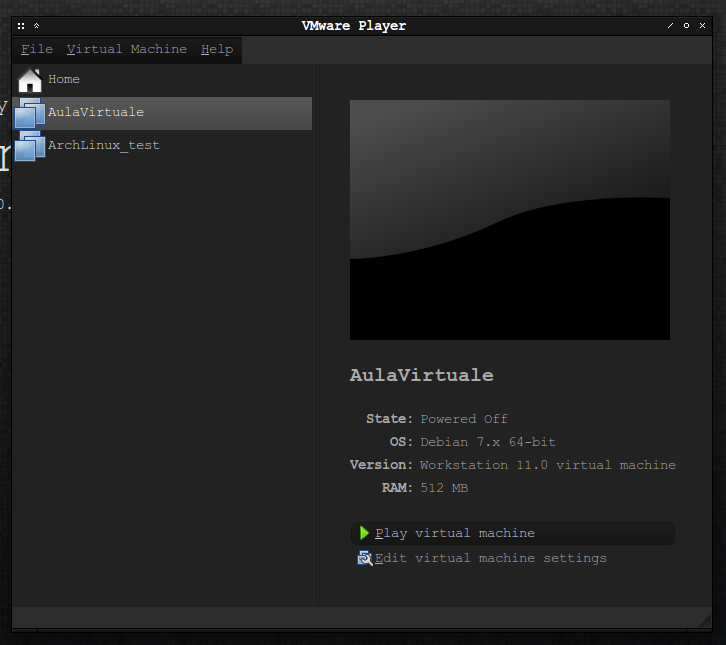 VMware Player
File Virtual Machine Help
Home
AulaVirtuale
ArchLinux_test
AulaVirtuale
State: Powered Off
OS: Debian 7.x 64-bit
Version: Workstation 11.0 virtual machine
RAM: 512 MB
Play virtual machine
Edit virtual machine settings